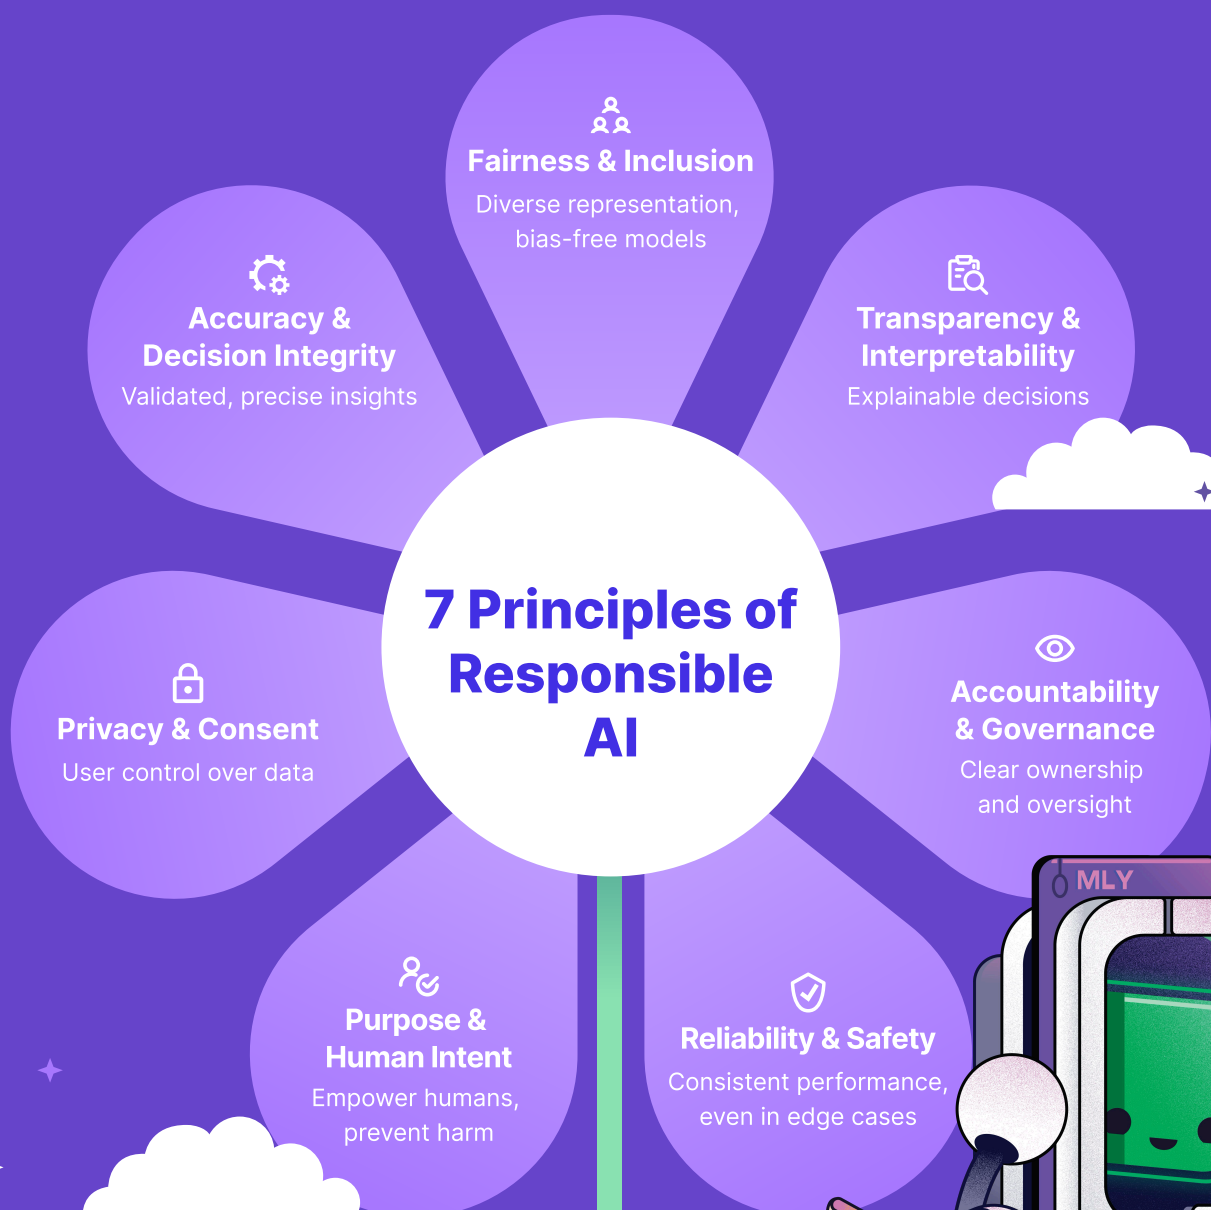 Fairness & Inclusion
Diverse representation,
bias-free models
Accuracy &
Decision Integrity
Validated, precise insights
Transparency &
Interpretability
Explainable decisions
7 Principles of
Responsible
AI
Privacy & Consent
User control over data
Accountability
& Governance
Clear ownership
and oversight
MLY
Purpose &
Human Intent
Empower humans,
prevent harm
Reliability & Safety
Consistent performance,
even in edge cases